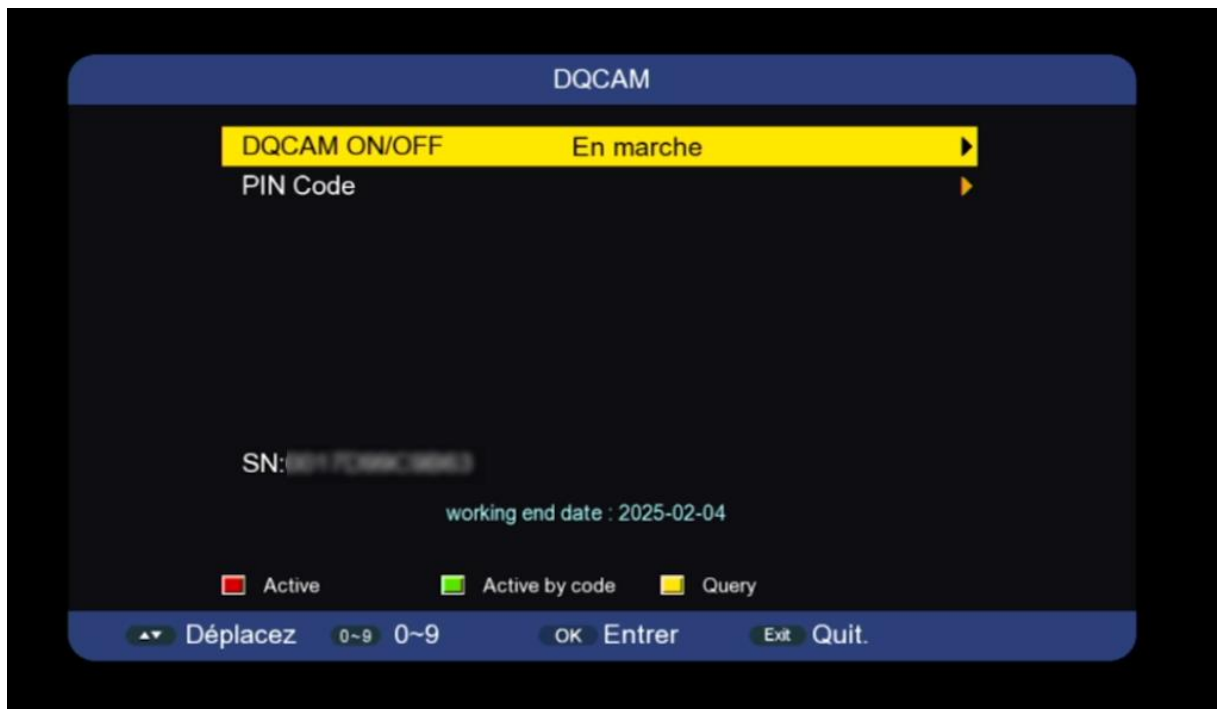 DQCAM
DQCAM ON/OFF En marche
PIN Code
SN:
working end date : 2025-02-04
Active Active by code Query
Déplacez 0~9 0~9 OK Entrer Exit Quit.